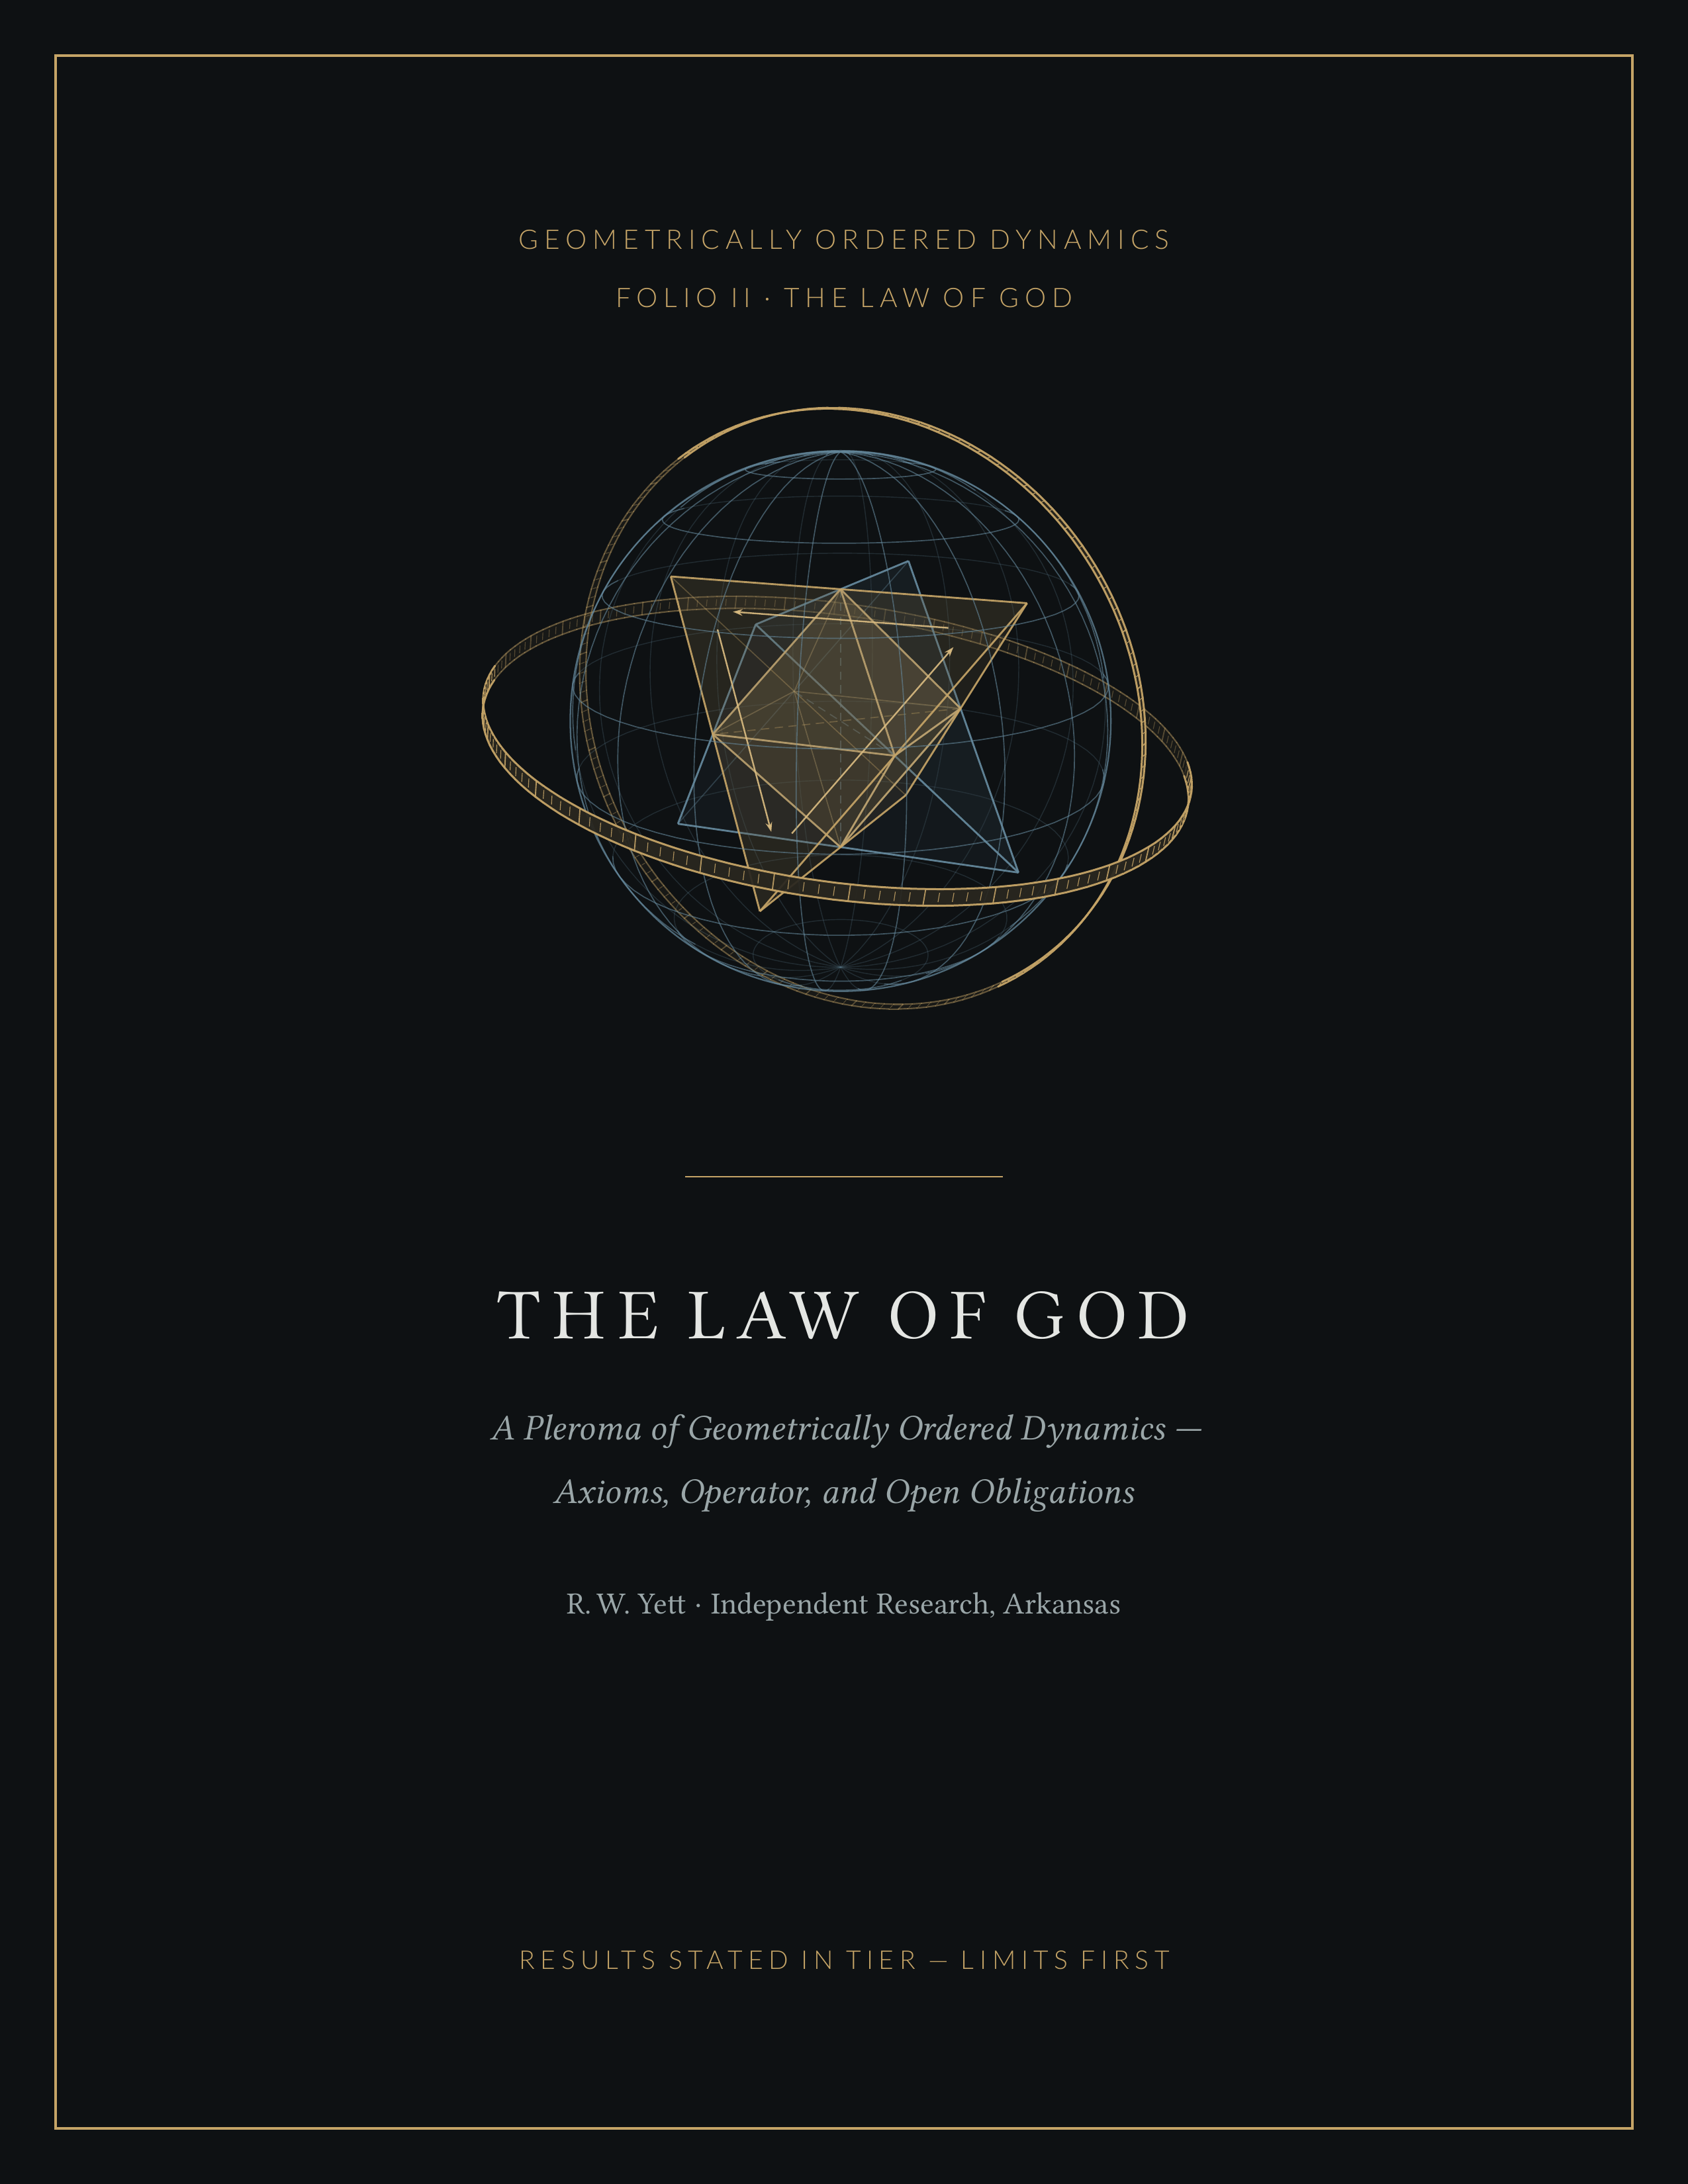 GEOMETRICALLY ORDERED DYNAMICS
FOLIO II · THE LAW OF GOD
THE LAW OF GOD
A Pleroma of Geometrically Ordered Dynamics —
Axioms, Operator, and Open Obligations
R. W. Yett · Independent Research, Arkansas
RESULTS STATED IN TIER — LIMITS FIRST